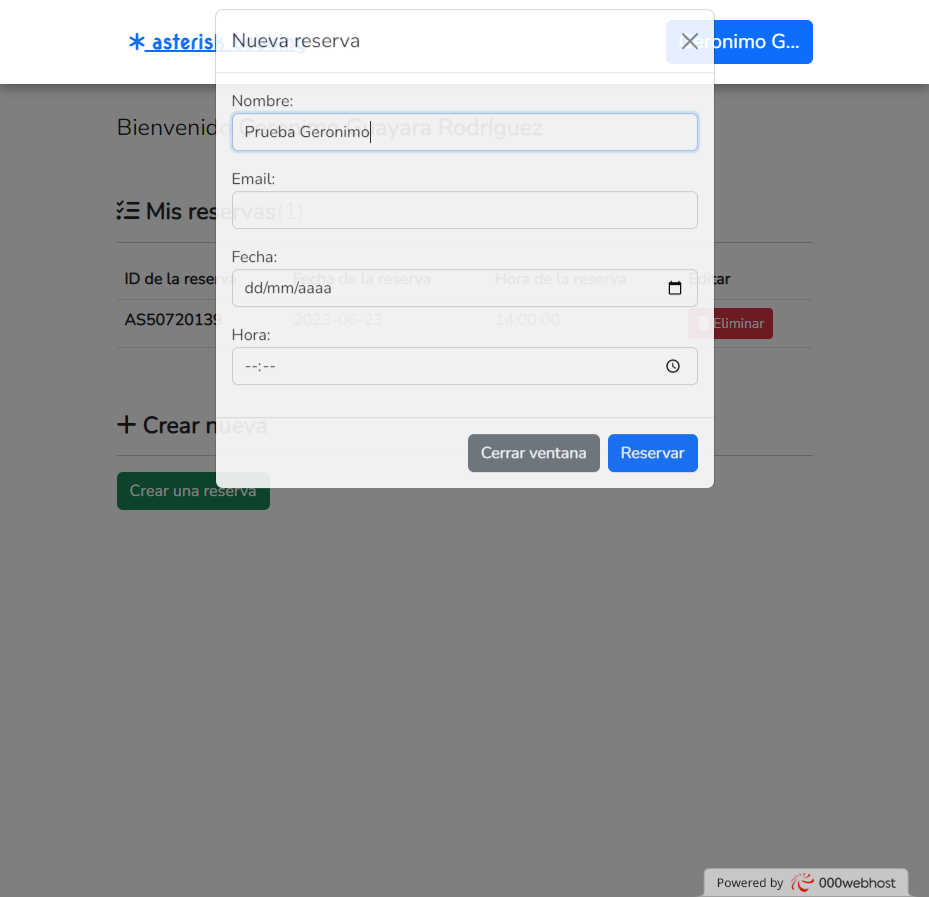 asterisk booking
Geronimo G...
Nueva reserva
Bienvenido Geronimo Guayara Rodríguez
Nombre:
Prueba Geronimo
Email:
Mis reservas(1)
Fecha:
dd/mm/aaaa
ID de la reserva Fecha de la reserva Hora de la reserva Editar
AS50720139 2023-06-23 14:00:00 Eliminar
Hora:
--:--
Crear nueva
Cerrar ventana Reservar
Crear una reserva
Powered by 000webhost